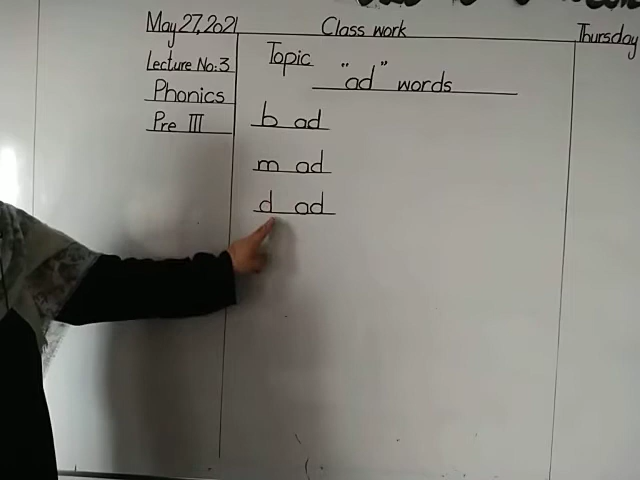 May 27, 2021
Class work
Thursday
Lecture No:3
Phonics
Pre III
Topic
"ad" words
b ad
m ad
d ad